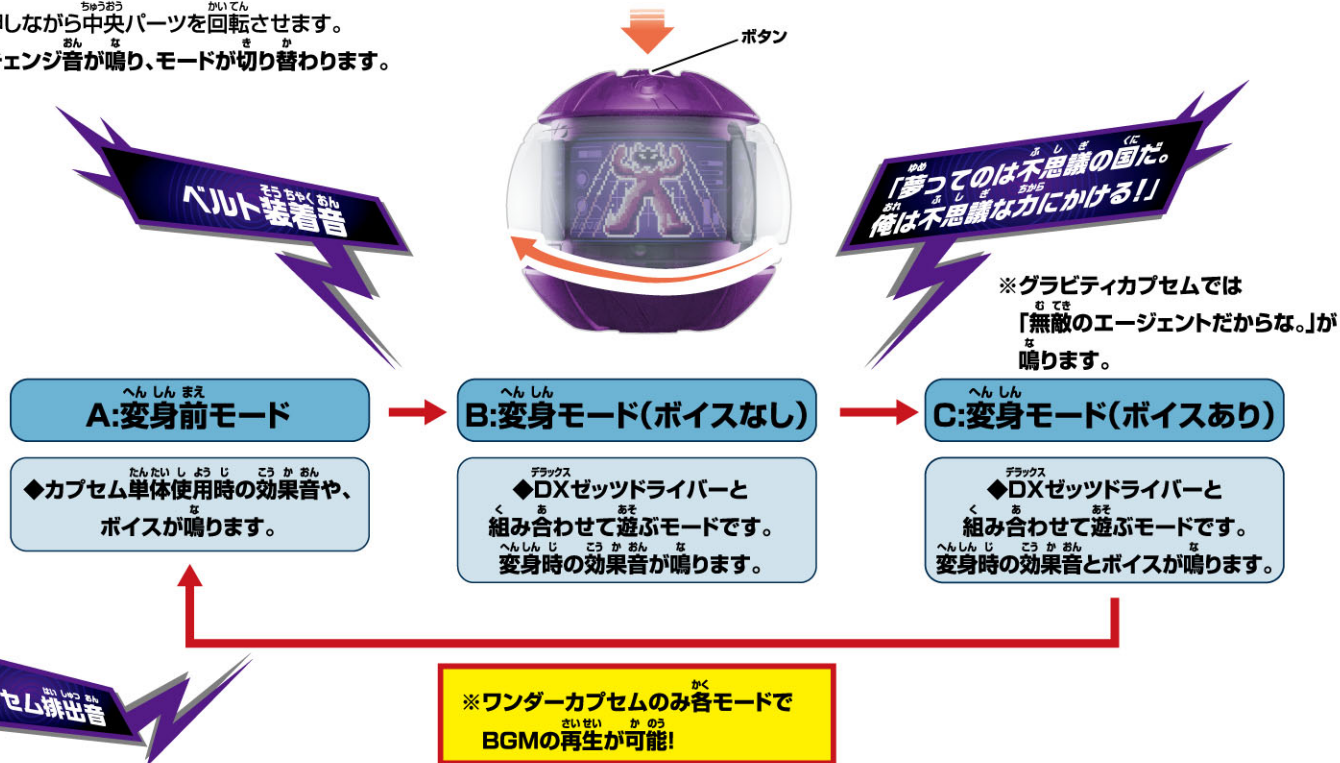 押しながら中央パーツを回転させます。
チェンジ音が鳴り、モードが切り替わります。
ボタン
ベルト装着音
「夢ってのは不思議の国だ。
俺は不思議な力にかける!」
※グラビティカプセムでは
「無敵のエージェントだからな。」が
鳴ります。
A:変身前モード
B:変身モード(ボイスなし)
C:変身モード(ボイスあり)
◆カプセム単体使用時の効果音や、
ボイスが鳴ります。
◆DXゼッツドライバーと
組み合わせて遊ぶモードです。
変身時の効果音が鳴ります。
◆DXゼッツドライバーと
組み合わせて遊ぶモードです。
変身時の効果音とボイスが鳴ります。
セム排出音
※ワンダーカプセムのみ各モードで
BGMの再生が可能!